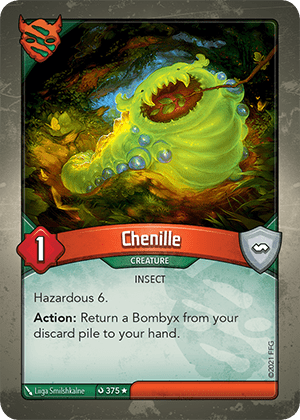 1
Chenille
CREATURE
INSECT
Hazardous 6.
Action: Return a Bombyx from your
discard pile to your hand.
©2021 FFG
Liiga Smilshkalne
375